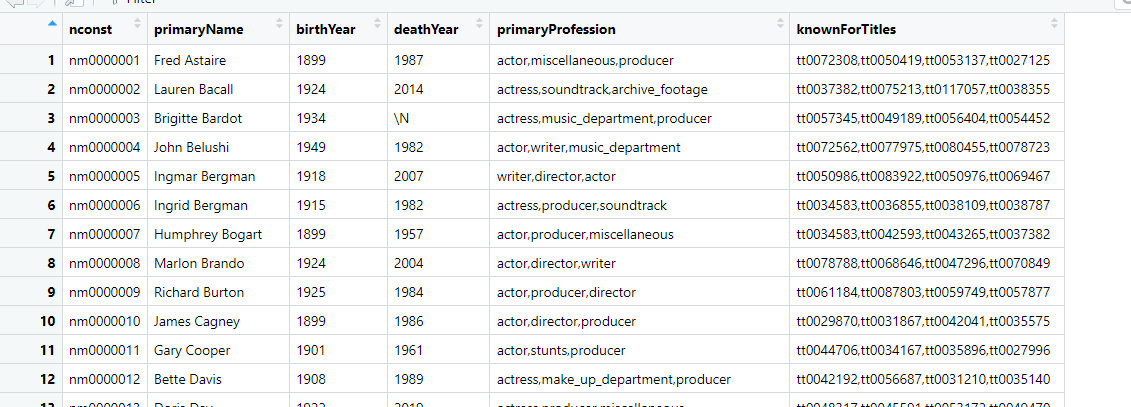 Filter
nconst primaryName birthYear deathYear primaryProfession knownForTitles
1 nm0000001 Fred Astaire 1899 1987 actor,miscellaneous,producer tt0072308,tt0050419,tt0053137,tt0027125
2 nm0000002 Lauren Bacall 1924 2014 actress,soundtrack,archive_footage tt0037382,tt0075213,tt0117057,tt0038355
3 nm0000003 Brigitte Bardot 1934 \N actress,music_department,producer tt0057345,tt0049189,tt0056404,tt0054452
4 nm0000004 John Belushi 1949 1982 actor,writer,music_department tt0072562,tt0077975,tt0080455,tt0078723
5 nm0000005 Ingmar Bergman 1918 2007 writer,director,actor tt0050986,tt0083922,tt0050976,tt0069467
6 nm0000006 Ingrid Bergman 1915 1982 actress,producer,soundtrack tt0034583,tt0036855,tt0038109,tt0038787
7 nm0000007 Humphrey Bogart 1899 1957 actor,producer,miscellaneous tt0034583,tt0042593,tt0043265,tt0037382
8 nm0000008 Marlon Brando 1924 2004 actor,director,writer tt0078788,tt0068646,tt0047296,tt0070849
9 nm0000009 Richard Burton 1925 1984 actor,producer,director tt0061184,tt0087803,tt0059749,tt0057877
10 nm0000010 James Cagney 1899 1986 actor,director,producer tt0029870,tt0031867,tt0042041,tt0035575
11 nm0000011 Gary Cooper 1901 1961 actor,stunts,producer tt0044706,tt0034167,tt0035896,tt0027996
12 nm0000012 Bette Davis 1908 1989 actress,make_up_department,producer tt0042192,tt0056687,tt0031210,tt0035140